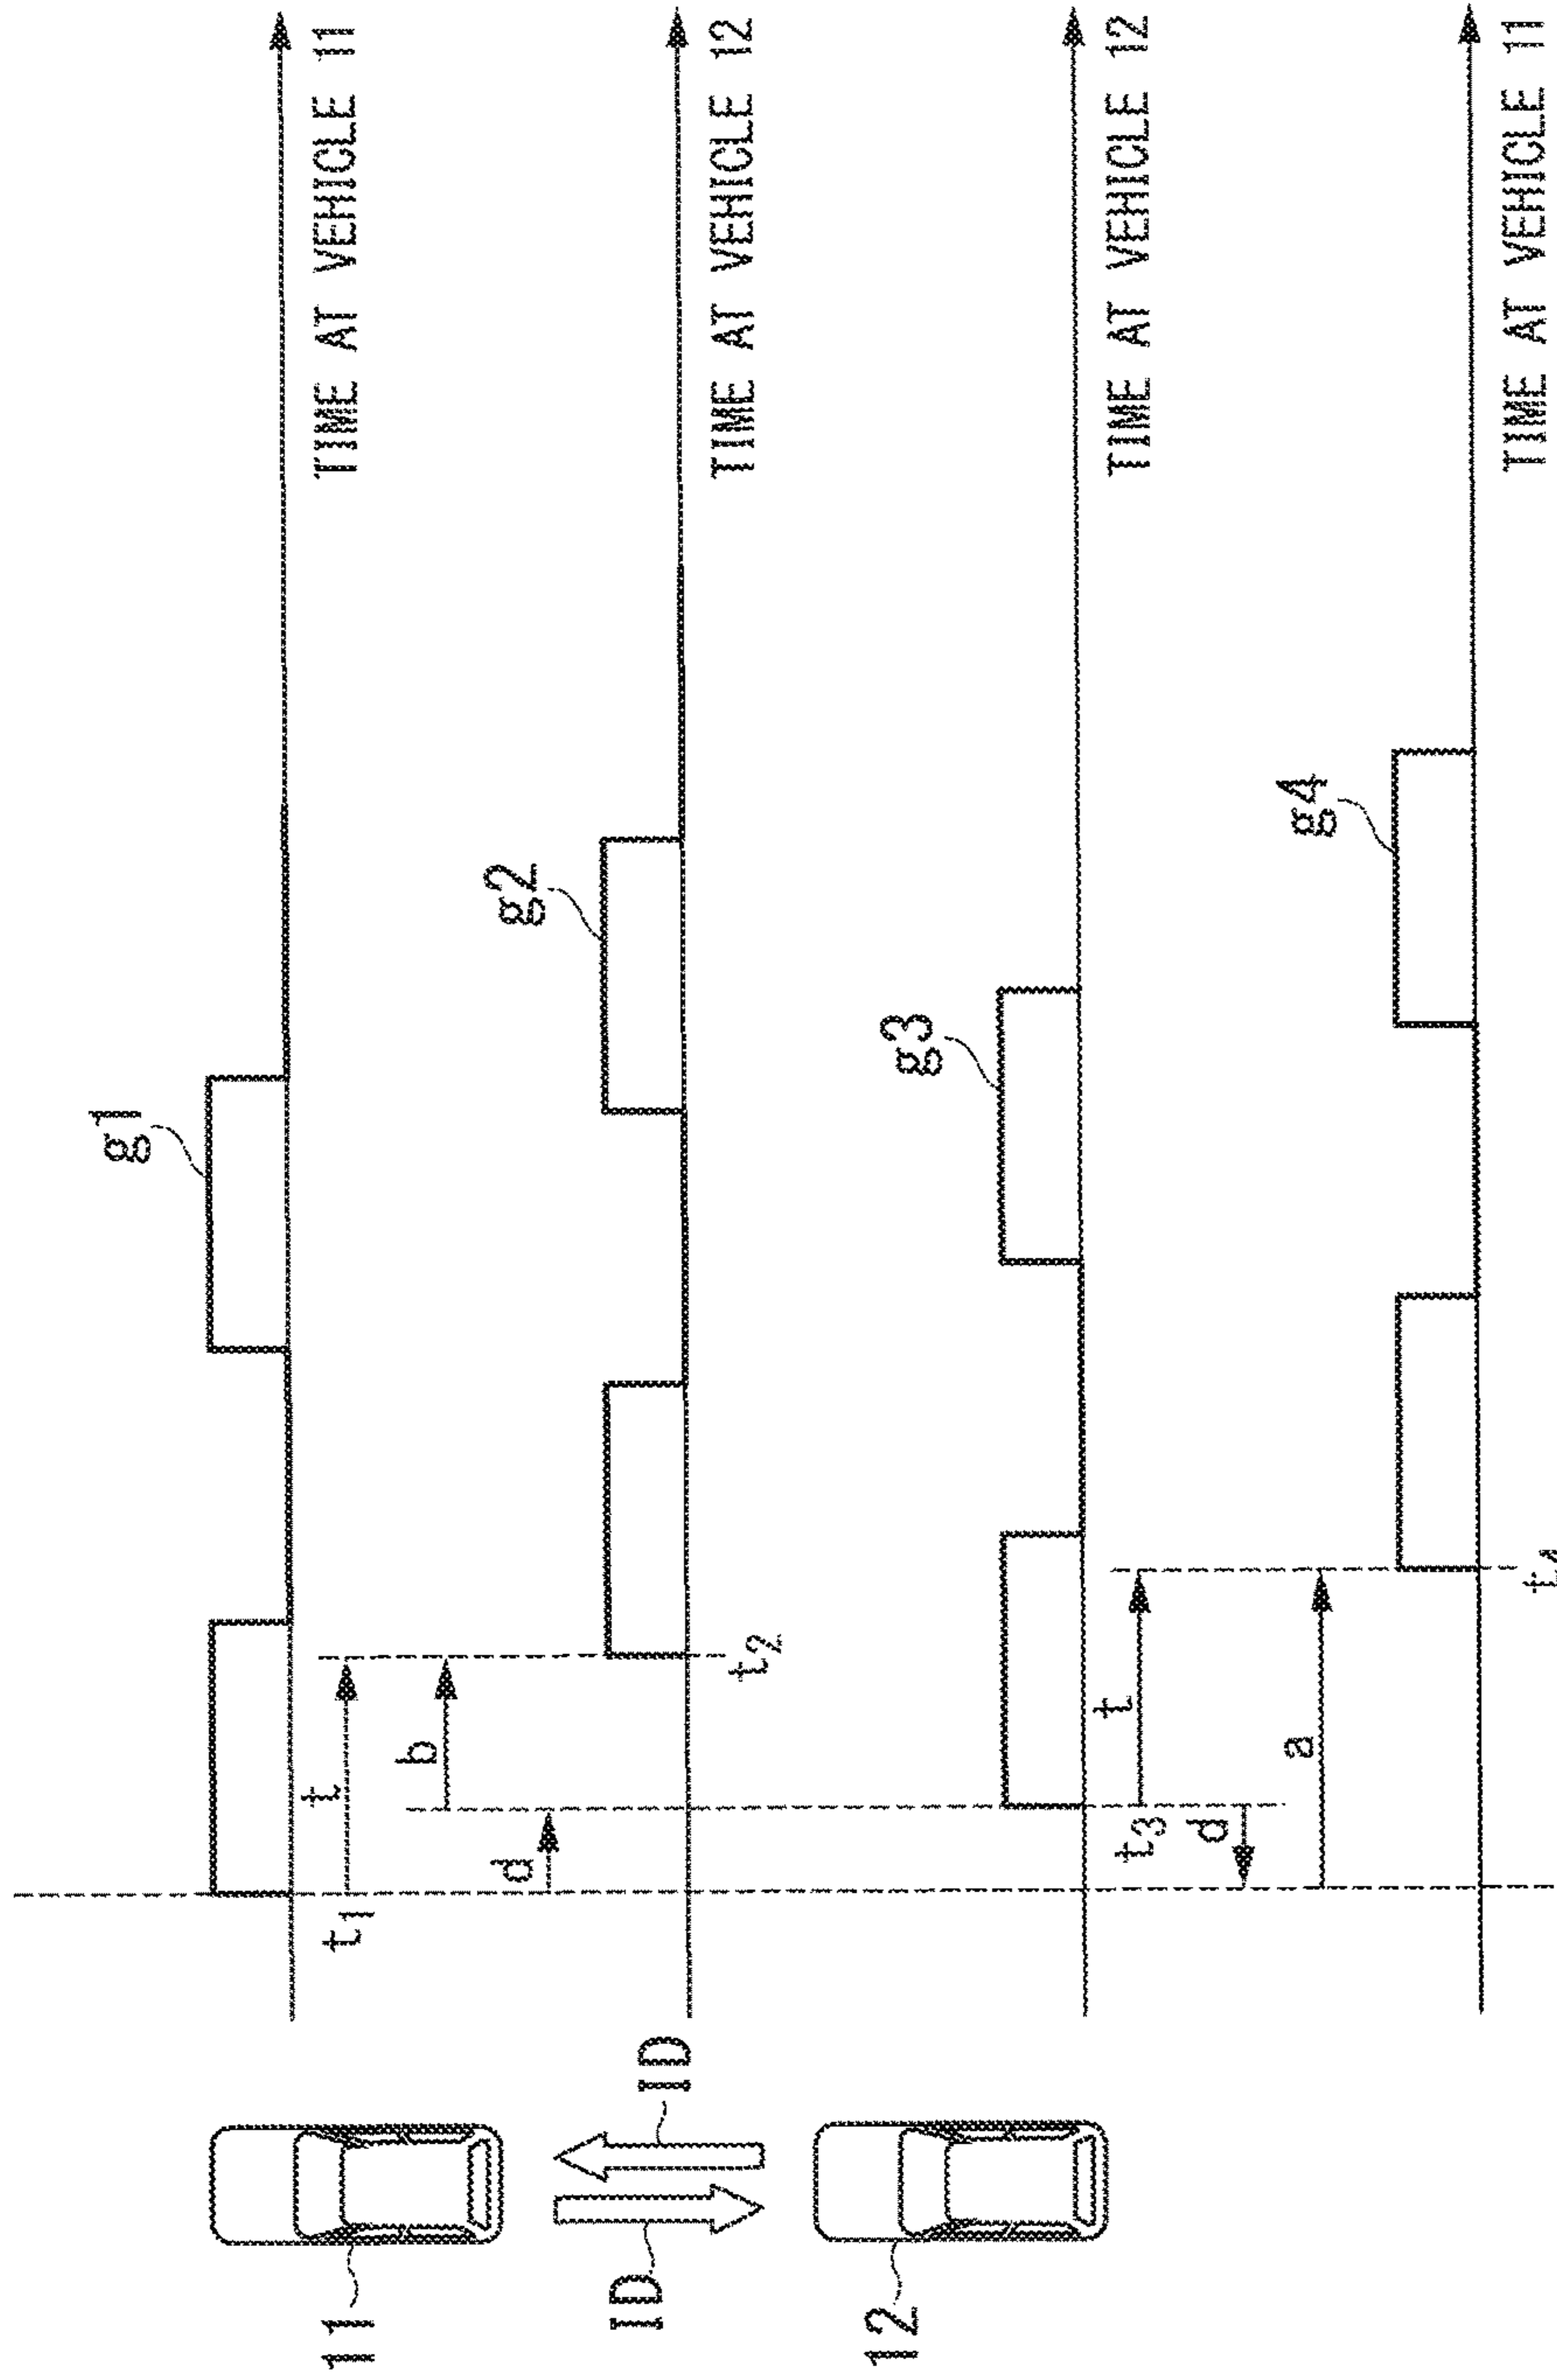 11
12
ID
ID
g1
t1
TIME AT VEHICLE 11
t
b
d
g2
t2
TIME AT VEHICLE 12
g3
t3
TIME AT VEHICLE 12
t
d
a
g4
t4
TIME AT VEHICLE 11